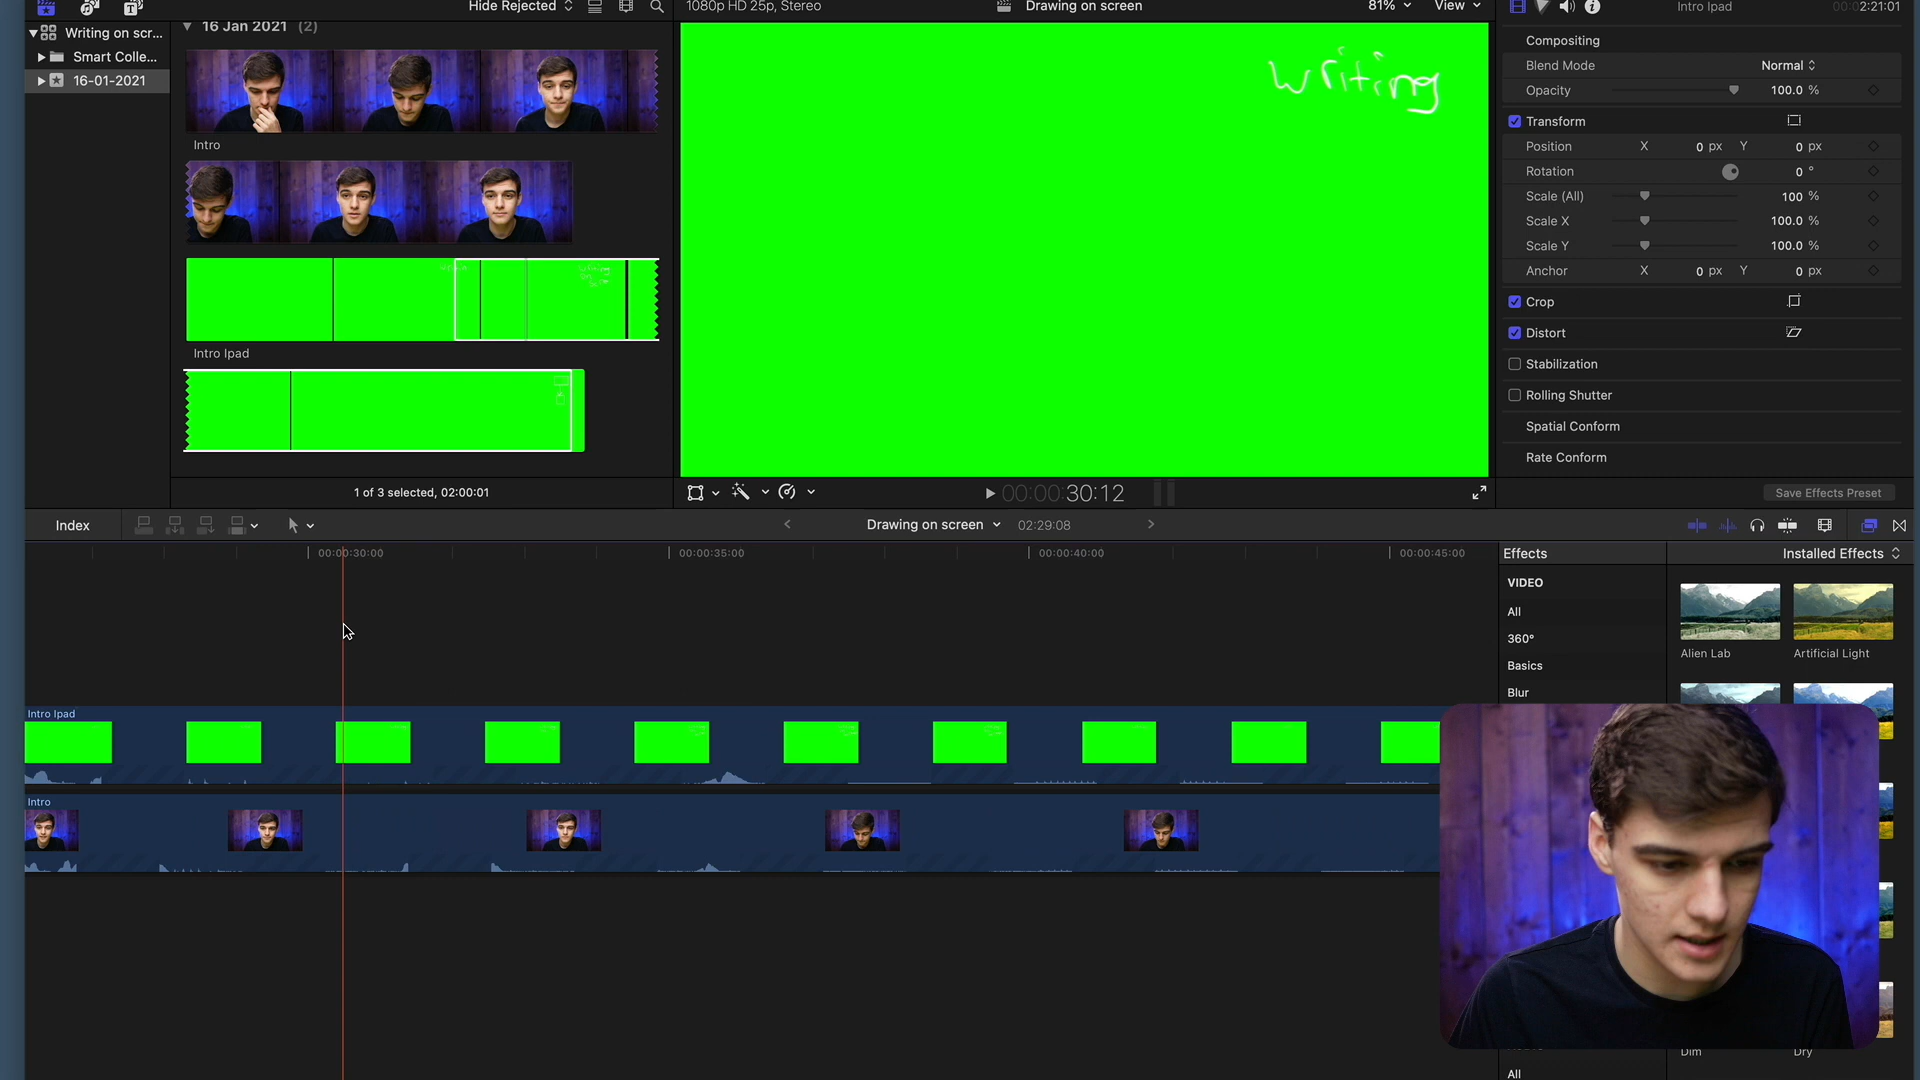 Hide Rejected
1080p HD 25p, Stereo
Drawing on screen
81%
View
Intro Ipad
00:00:02:21:01
Writing on scr...
Smart Colle...
16-01-2021
16 Jan 2021 (2)
Intro
Intro Ipad
1 of 3 selected, 02:00:01
writing
00:00:00:30:12
Compositing
Blend Mode Normal
Opacity 100.0 %
Transform
Position X 0 px Y 0 px
Rotation 0 °
Scale (All) 100 %
Scale X 100.0 %
Scale Y 100.0 %
Anchor X 0 px Y 0 px
Crop
Distort
Stabilization
Rolling Shutter
Spatial Conform
Rate Conform
Save Effects Preset
Index
Drawing on screen 02:29:08
00:00:30:00
00:00:35:00
00:00:40:00
00:00:45:00
Intro Ipad
Intro
Effects
Installed Effects
VIDEO
All
360°
Basics
Blur
Alien Lab
Artificial Light
Dim
Dry
All